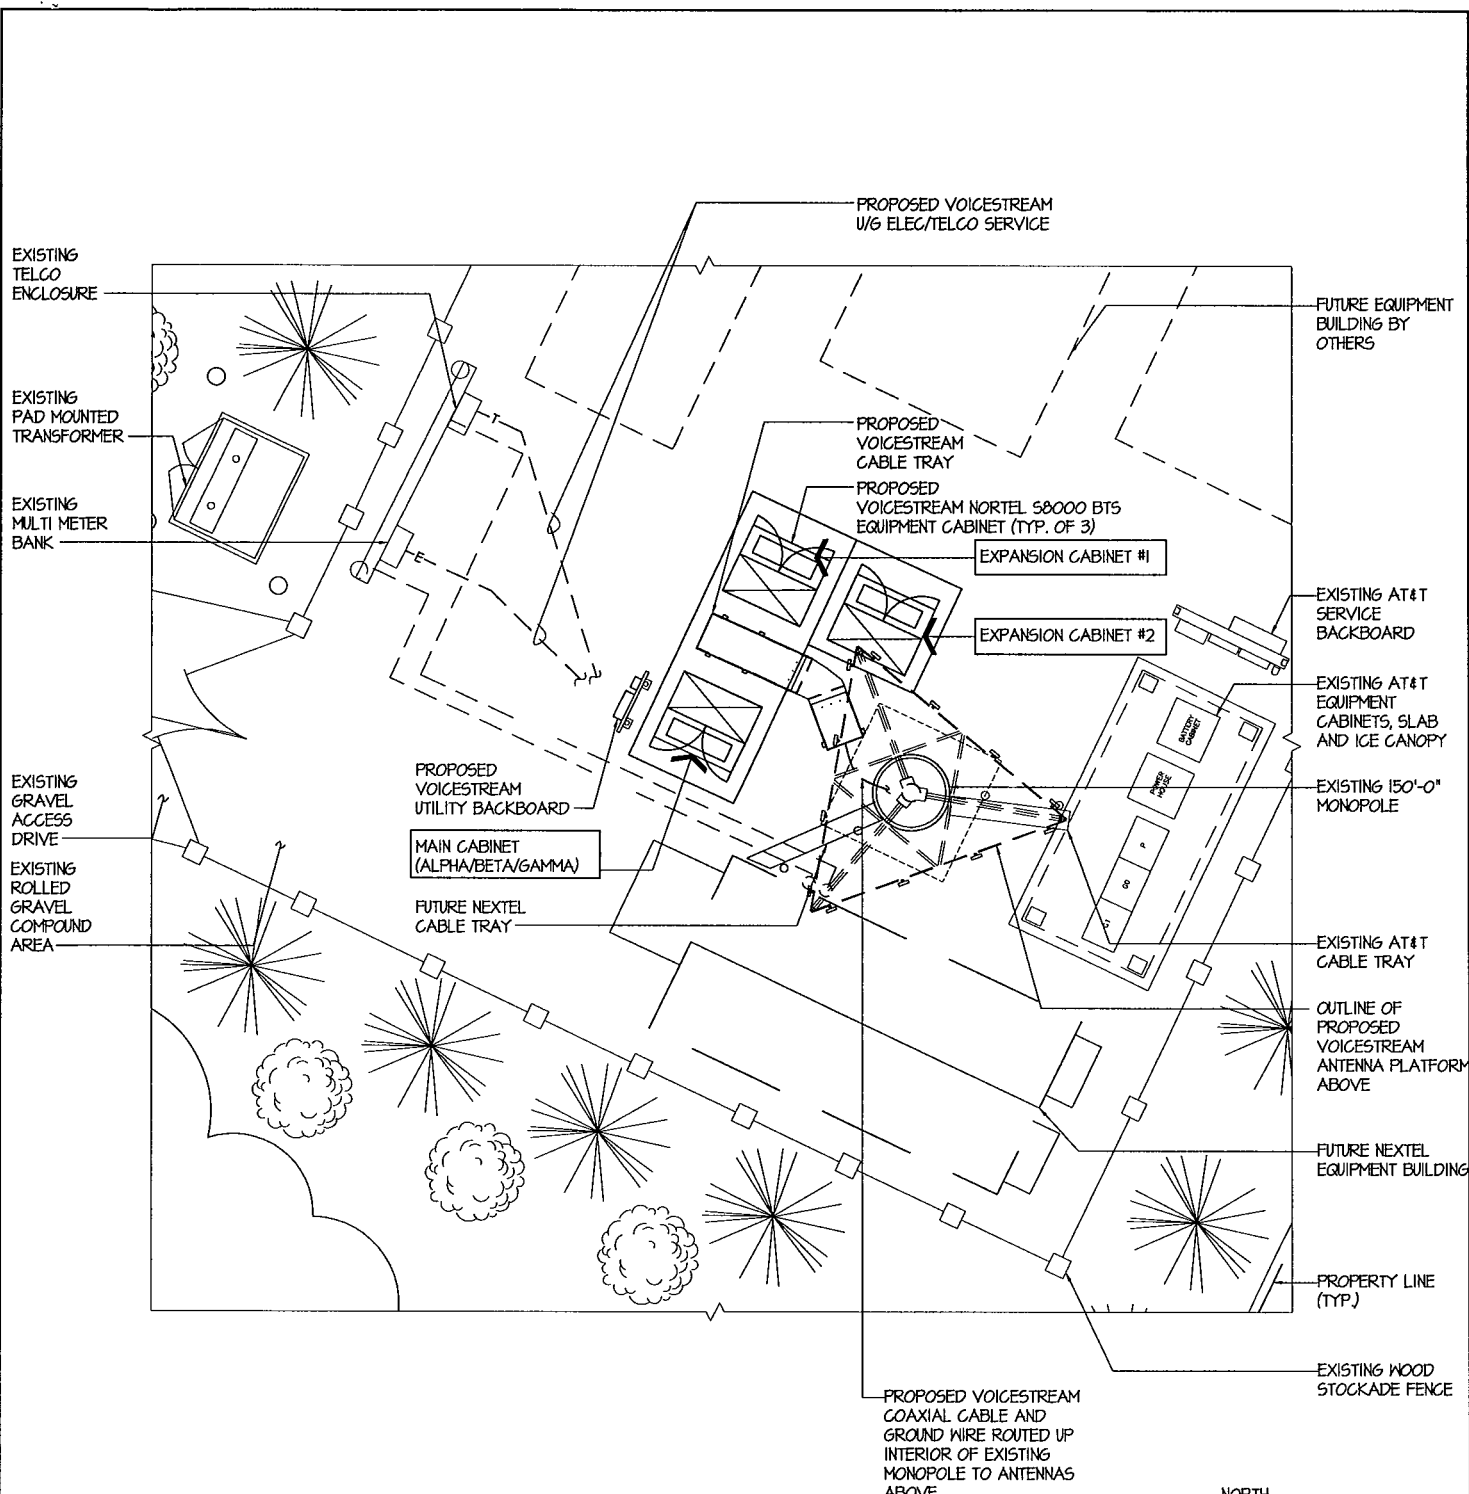 PROPOSED VOICESTREAM
U/G ELEC/TELCO SERVICE
EXISTING
TELCO
ENCLOSURE
FUTURE EQUIPMENT
BUILDING BY
OTHERS
EXISTING
PAD MOUNTED
TRANSFORMER
T
PROPOSED
VOICESTREAM
CABLE TRAY
PROPOSED
VOICESTREAM NORTEL S8000 BTS
EQUIPMENT CABINET (TYP. OF 3)
EXISTING
MULTI METER
BANK
E
EXPANSION CABINET #1
EXISTING AT&T
SERVICE
BACKBOARD
EXPANSION CABINET #2
EXISTING AT&T
EQUIPMENT
CABINETS, SLAB
AND ICE CANOPY
BATTERY
CABINET
POWER
HOUSE
P
EXISTING 150'-0"
MONOPOLE
PROPOSED
VOICESTREAM
UTILITY BACKBOARD
EXISTING
GRAVEL
ACCESS
DRIVE
MAIN CABINET
(ALPHA/BETA/GAMMA)
EXISTING
ROLLED
GRAVEL
COMPOUND
AREA
FUTURE NEXTEL
CABLE TRAY
EXISTING AT&T
CABLE TRAY
OUTLINE OF
PROPOSED
VOICESTREAM
ANTENNA PLATFORM
ABOVE
FUTURE NEXTEL
EQUIPMENT BUILDING
PROPERTY LINE
(TYP.)
EXISTING WOOD
STOCKADE FENCE
PROPOSED VOICESTREAM
COAXIAL CABLE AND
GROUND WIRE ROUTED UP
INTERIOR OF EXISTING
MONOPOLE TO ANTENNAS
ABOVE
NORTH